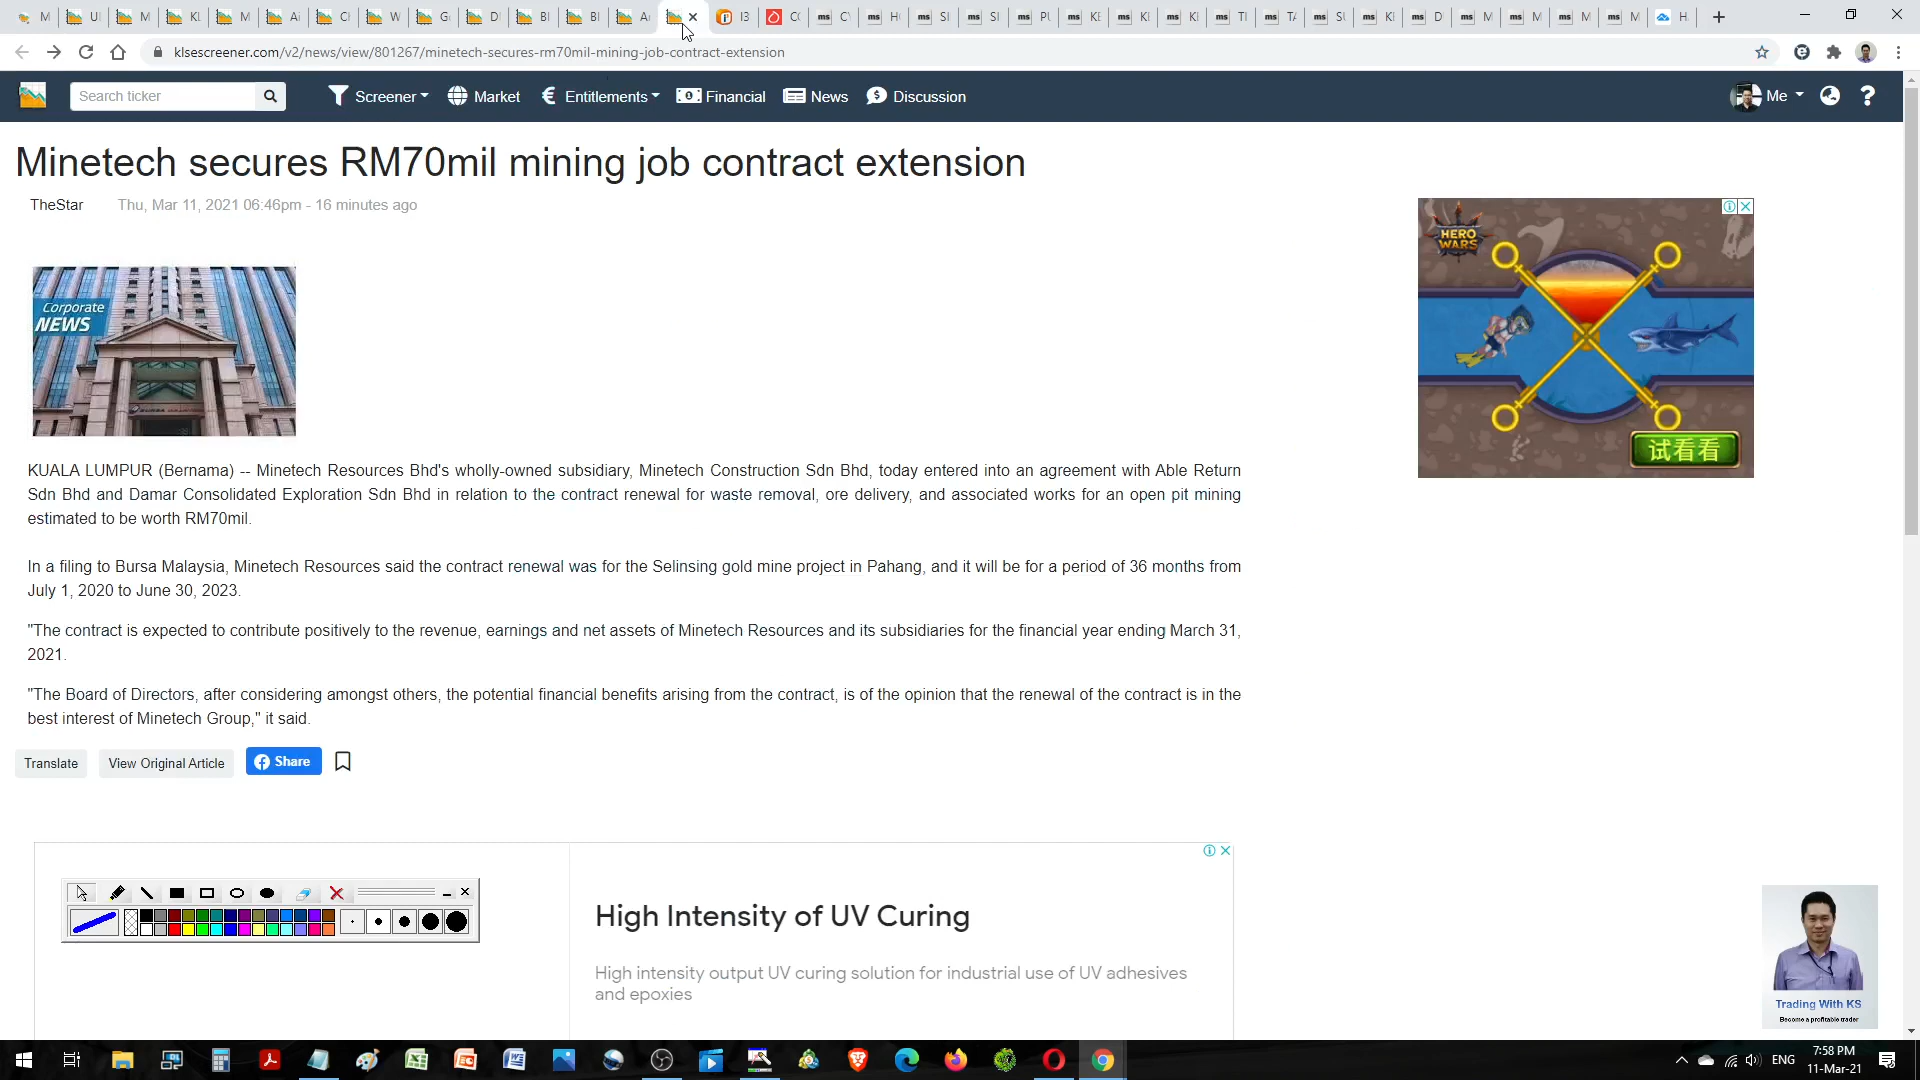 klsescreener.com/v2/news/view/801267/minetech-secures-rm70mil-mining-job-contract-extension
Search ticker
Screener
Market
Entitlements
Financial
News
Discussion
Me
Minetech secures RM70mil mining job contract extension
TheStar
Thu, Mar 11, 2021 06:46pm - 16 minutes ago
Corporate
NEWS
HERO
WARS
试看看
KUALA LUMPUR (Bernama) -- Minetech Resources Bhd's wholly-owned subsidiary, Minetech Construction Sdn Bhd, today entered into an agreement with Able Return
Sdn Bhd and Damar Consolidated Exploration Sdn Bhd in relation to the contract renewal for waste removal, ore delivery, and associated works for an open pit mining
estimated to be worth RM70mil.
In a filing to Bursa Malaysia, Minetech Resources said the contract renewal was for the Selinsing gold mine project in Pahang, and it will be for a period of 36 months from
July 1, 2020 to June 30, 2023.
"The contract is expected to contribute positively to the revenue, earnings and net assets of Minetech Resources and its subsidiaries for the financial year ending March 31,
2021.
"The Board of Directors, after considering amongst others, the potential financial benefits arising from the contract, is of the opinion that the renewal of the contract is in the
best interest of Minetech Group," it said.
Translate
View Original Article
Share
High Intensity of UV Curing
High intensity output UV curing solution for industrial use of UV adhesives
and epoxies
Trading With KS
Become a profitable trader
ENG
7:58 PM
11-Mar-21